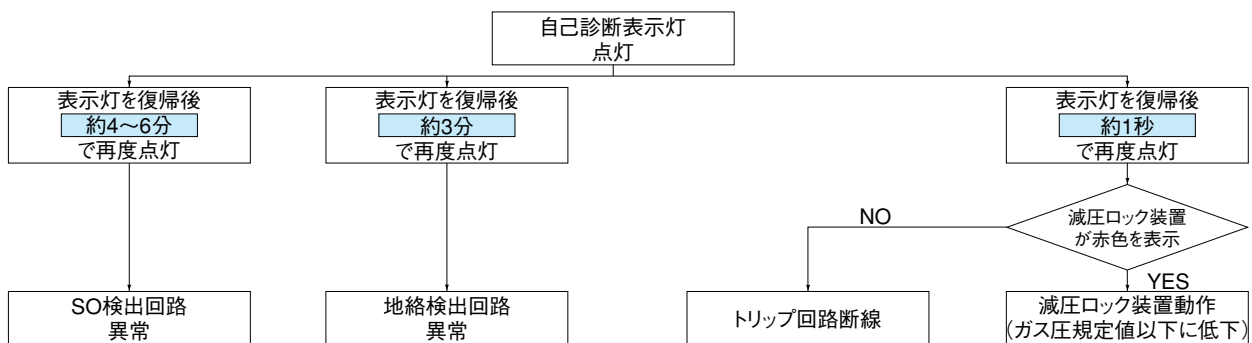 自己診断表示灯
点灯
表示灯を復帰後
約4〜6分
で再度点灯
表示灯を復帰後
約3分
で再度点灯
表示灯を復帰後
約1秒
で再度点灯
減圧ロック装置
が赤色を表示
NO
YES
SO検出回路
異常
地絡検出回路
異常
トリップ回路断線
減圧ロック装置動作
(ガス圧規定値以下に低下)